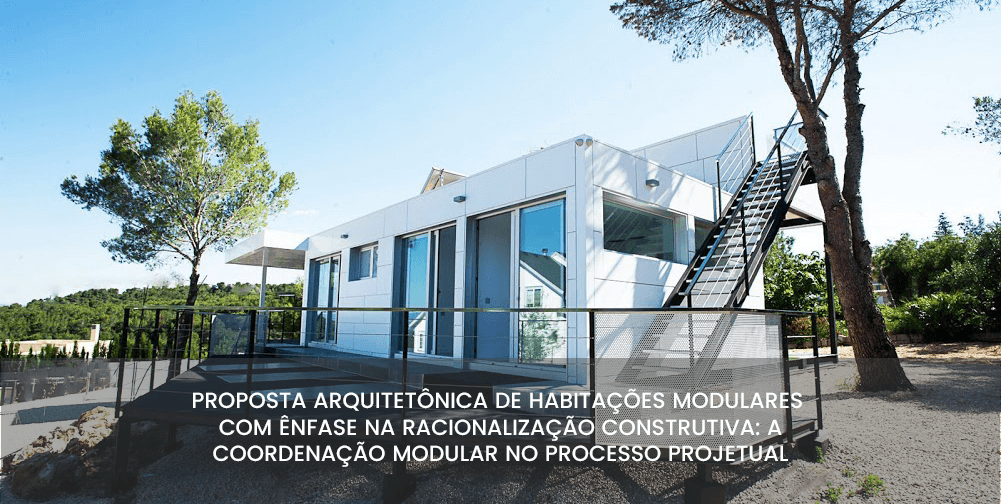 PROPOSTA ARQUITETÔNICA DE HABITAÇÕES MODULARES
COM ÊNFASE NA RACIONALIZAÇÃO CONSTRUTIVA: A
COORDENAÇÃO MODULAR NO PROCESSO PROJETUAL